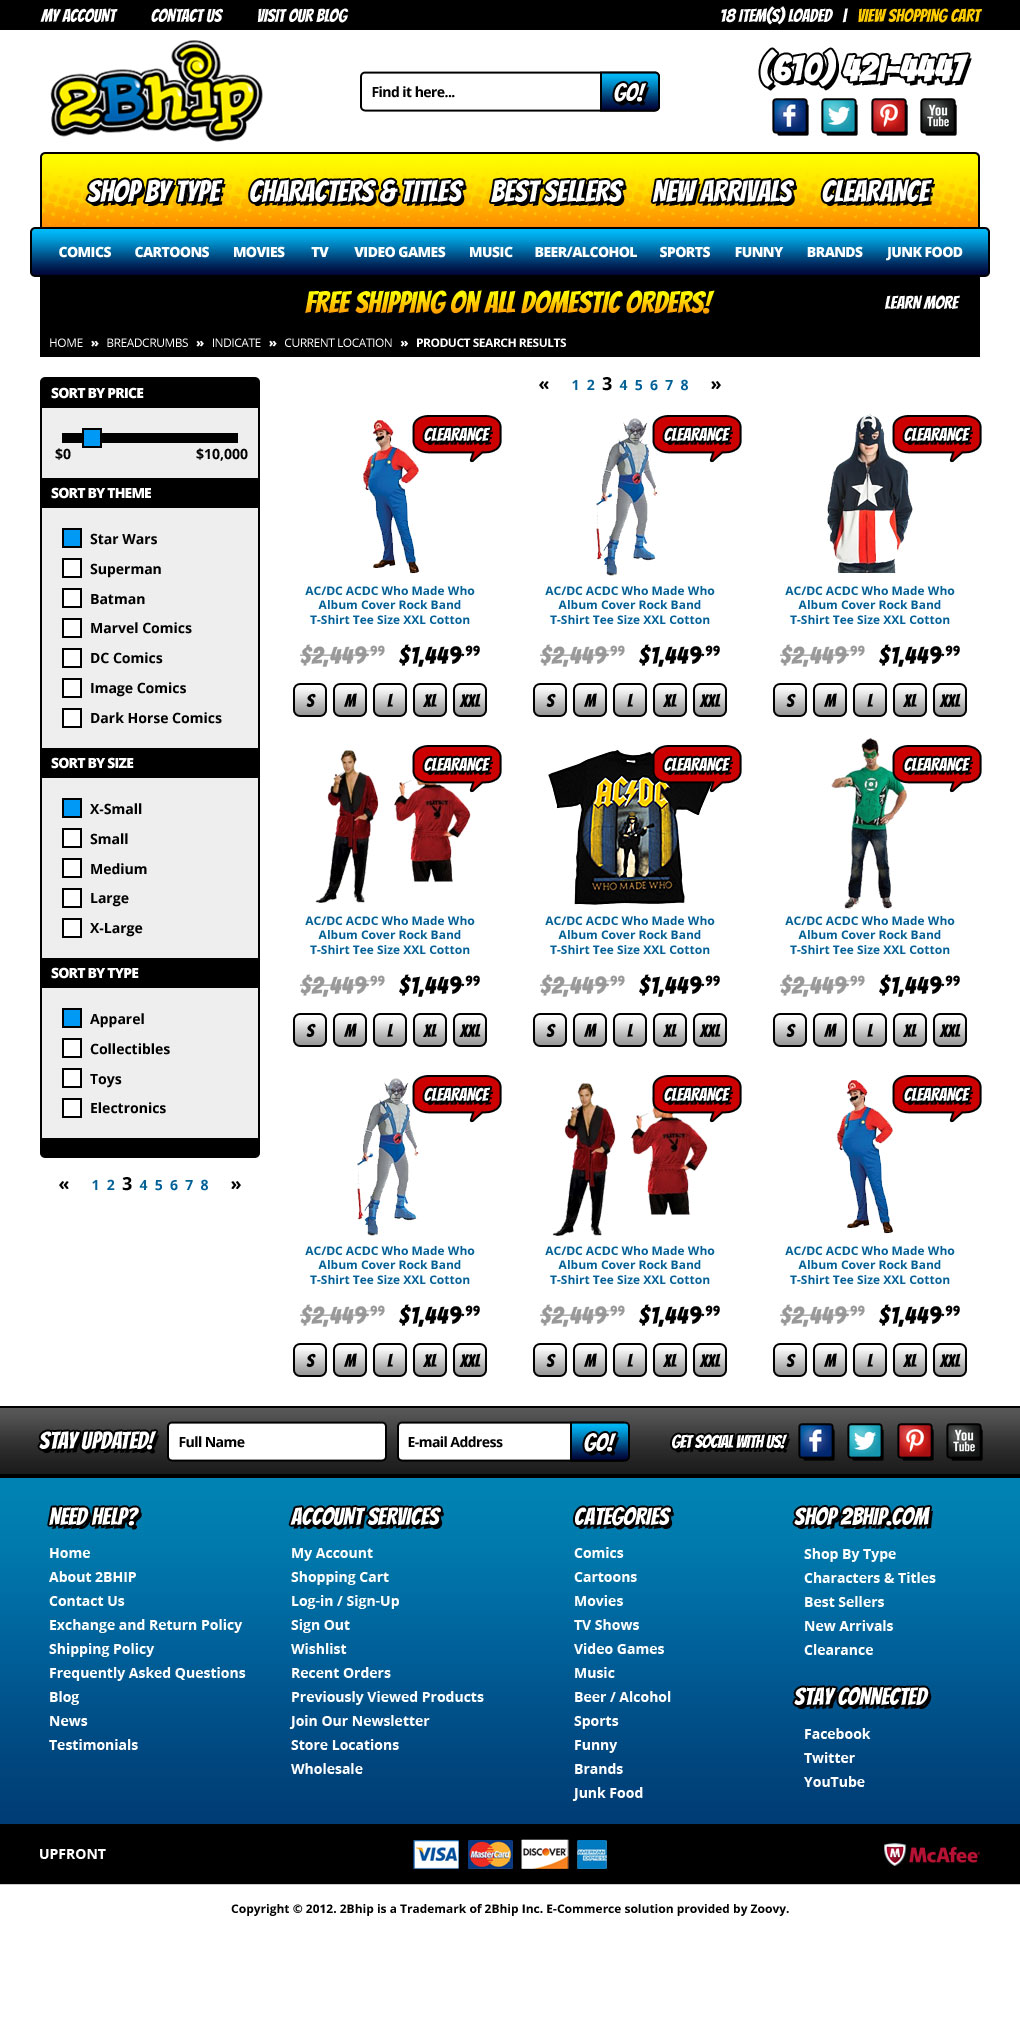 MY ACCOUNT CONTACT US VISIT OUR BLOG 18 ITEM(S) LOADED | VIEW SHOPPING CART
2Bhip
Find it here... GO!
(610) 421-4447
f You Tube
SHOP BY TYPE CHARACTERS & TITLES BEST SELLERS NEW ARRIVALS CLEARANCE
COMICS CARTOONS MOVIES TV VIDEO GAMES MUSIC BEER/ALCOHOL SPORTS FUNNY BRANDS JUNK FOOD
FREE SHIPPING ON ALL DOMESTIC ORDERS! LEARN MORE
HOME » BREADCRUMBS » INDICATE » CURRENT LOCATION » PRODUCT SEARCH RESULTS
SORT BY PRICE
$0 $10,000
SORT BY THEME
Star Wars
Superman
Batman
Marvel Comics
DC Comics
Image Comics
Dark Horse Comics
SORT BY SIZE
X-Small
Small
Medium
Large
X-Large
SORT BY TYPE
Apparel
Collectibles
Toys
Electronics
« 1 2 3 4 5 6 7 8 »
« 1 2 3 4 5 6 7 8 »
CLEARANCE CLEARANCE CLEARANCE
AC/DC ACDC Who Made Who AC/DC ACDC Who Made Who AC/DC ACDC Who Made Who
Album Cover Rock Band Album Cover Rock Band Album Cover Rock Band
T-Shirt Tee Size XXL Cotton T-Shirt Tee Size XXL Cotton T-Shirt Tee Size XXL Cotton
$2,449.99 $1,449.99 $2,449.99 $1,449.99 $2,449.99 $1,449.99
S M L XL XXL S M L XL XXL S M L XL XXL
CLEARANCE CLEARANCE CLEARANCE
PLAYBOY
AC/DC
WHO MADE WHO
AC/DC ACDC Who Made Who AC/DC ACDC Who Made Who AC/DC ACDC Who Made Who
Album Cover Rock Band Album Cover Rock Band Album Cover Rock Band
T-Shirt Tee Size XXL Cotton T-Shirt Tee Size XXL Cotton T-Shirt Tee Size XXL Cotton
$2,449.99 $1,449.99 $2,449.99 $1,449.99 $2,449.99 $1,449.99
S M L XL XXL S M L XL XXL S M L XL XXL
CLEARANCE CLEARANCE CLEARANCE
PLAYBOY
AC/DC ACDC Who Made Who AC/DC ACDC Who Made Who AC/DC ACDC Who Made Who
Album Cover Rock Band Album Cover Rock Band Album Cover Rock Band
T-Shirt Tee Size XXL Cotton T-Shirt Tee Size XXL Cotton T-Shirt Tee Size XXL Cotton
$2,449.99 $1,449.99 $2,449.99 $1,449.99 $2,449.99 $1,449.99
S M L XL XXL S M L XL XXL S M L XL XXL
STAY UPDATED! Full Name E-mail Address GO! GET SOCIAL WITH US! f You Tube
NEED HELP?
Home
About 2BHIP
Contact Us
Exchange and Return Policy
Shipping Policy
Frequently Asked Questions
Blog
News
Testimonials
ACCOUNT SERVICES
My Account
Shopping Cart
Log-in / Sign-Up
Sign Out
Wishlist
Recent Orders
Previously Viewed Products
Join Our Newsletter
Store Locations
Wholesale
CATEGORIES
Comics
Cartoons
Movies
TV Shows
Video Games
Music
Beer / Alcohol
Sports
Funny
Brands
Junk Food
SHOP 2BHIP.COM
Shop By Type
Characters & Titles
Best Sellers
New Arrivals
Clearance
STAY CONNECTED
Facebook
Twitter
YouTube
UPFRONT VISA MasterCard DISCOVER AMERICAN EXPRESS McAfee
Copyright © 2012. 2Bhip is a Trademark of 2Bhip Inc. E-Commerce solution provided by Zoovy.